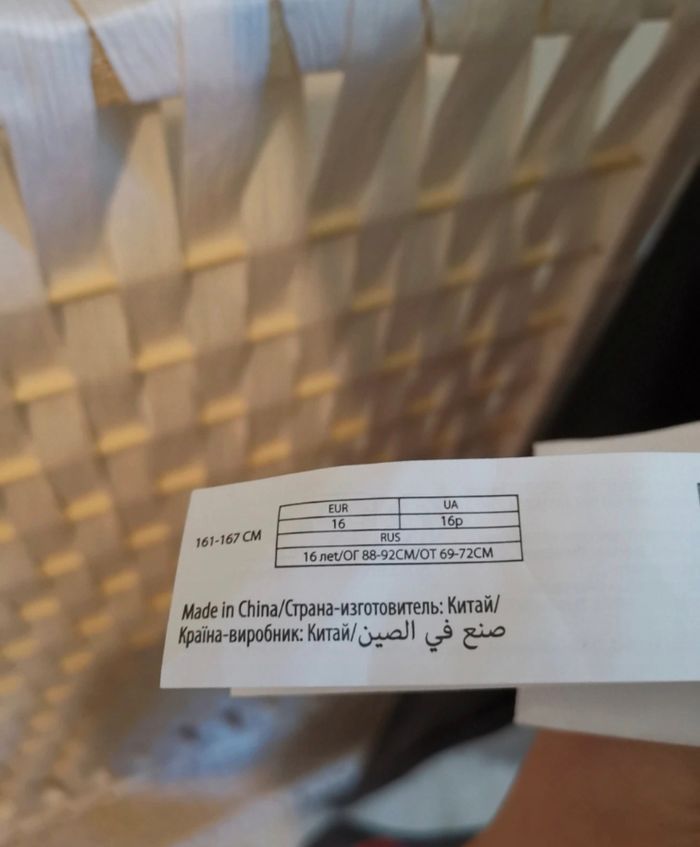 161-167 CM
EUR UA
16 16р
RUS
16 лет/ОГ 88-92СМ/ОТ 69-72СМ
Made in China/Страна-изготовитель: Китай/
Країна-виробник: Китай/صنع في الصين